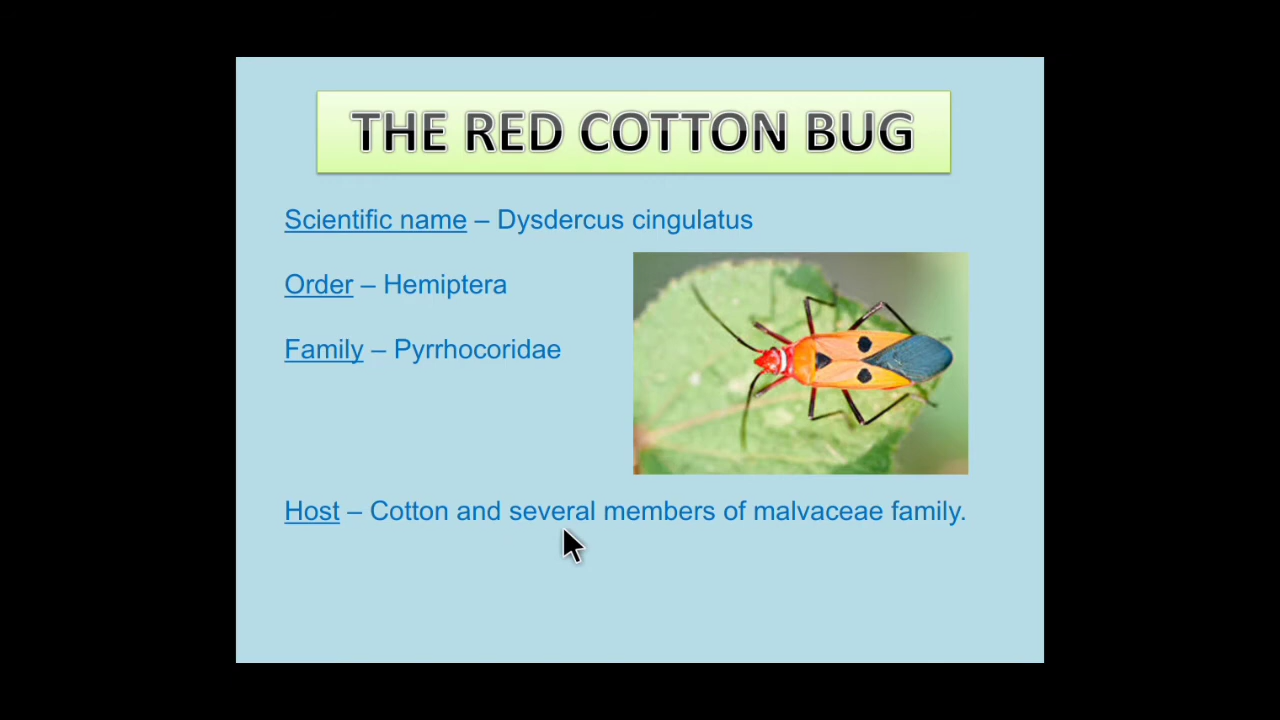 THE RED COTTON BUG
Scientific name – Dysdercus cingulatus
Order – Hemiptera
Family – Pyrrhocoridae
Host – Cotton and several members of malvaceae family.